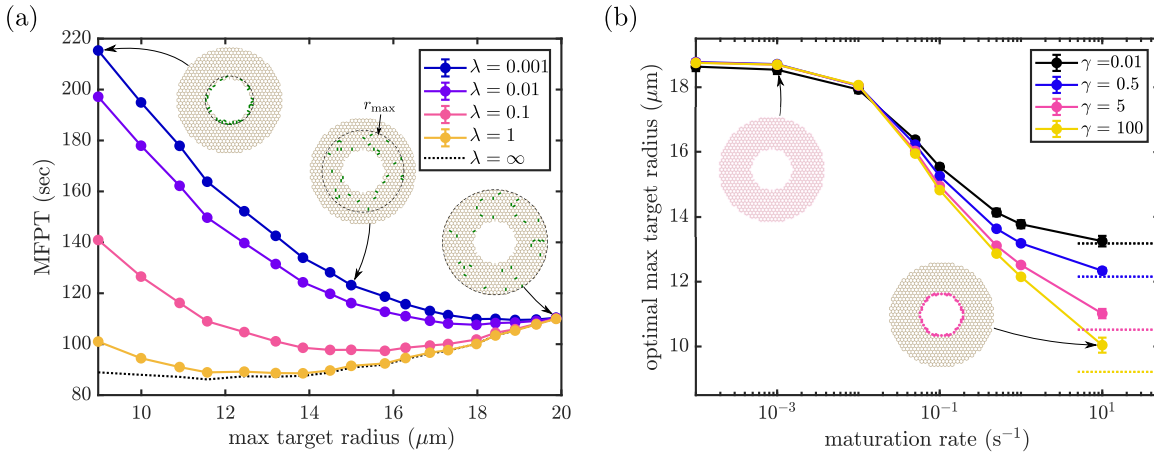 (a)
220
200
180
160
140
120
100
80
MFPT (sec)
10
12
14
16
18
20
max target radius (μm)
r_max
λ = 0.001
λ = 0.01
λ = 0.1
λ = 1
λ = ∞
(b)
18
16
14
12
10
optimal max target radius (μm)
10⁻³
10⁻¹
10¹
maturation rate (s⁻¹)
γ =0.01
γ = 0.5
γ = 5
γ = 100